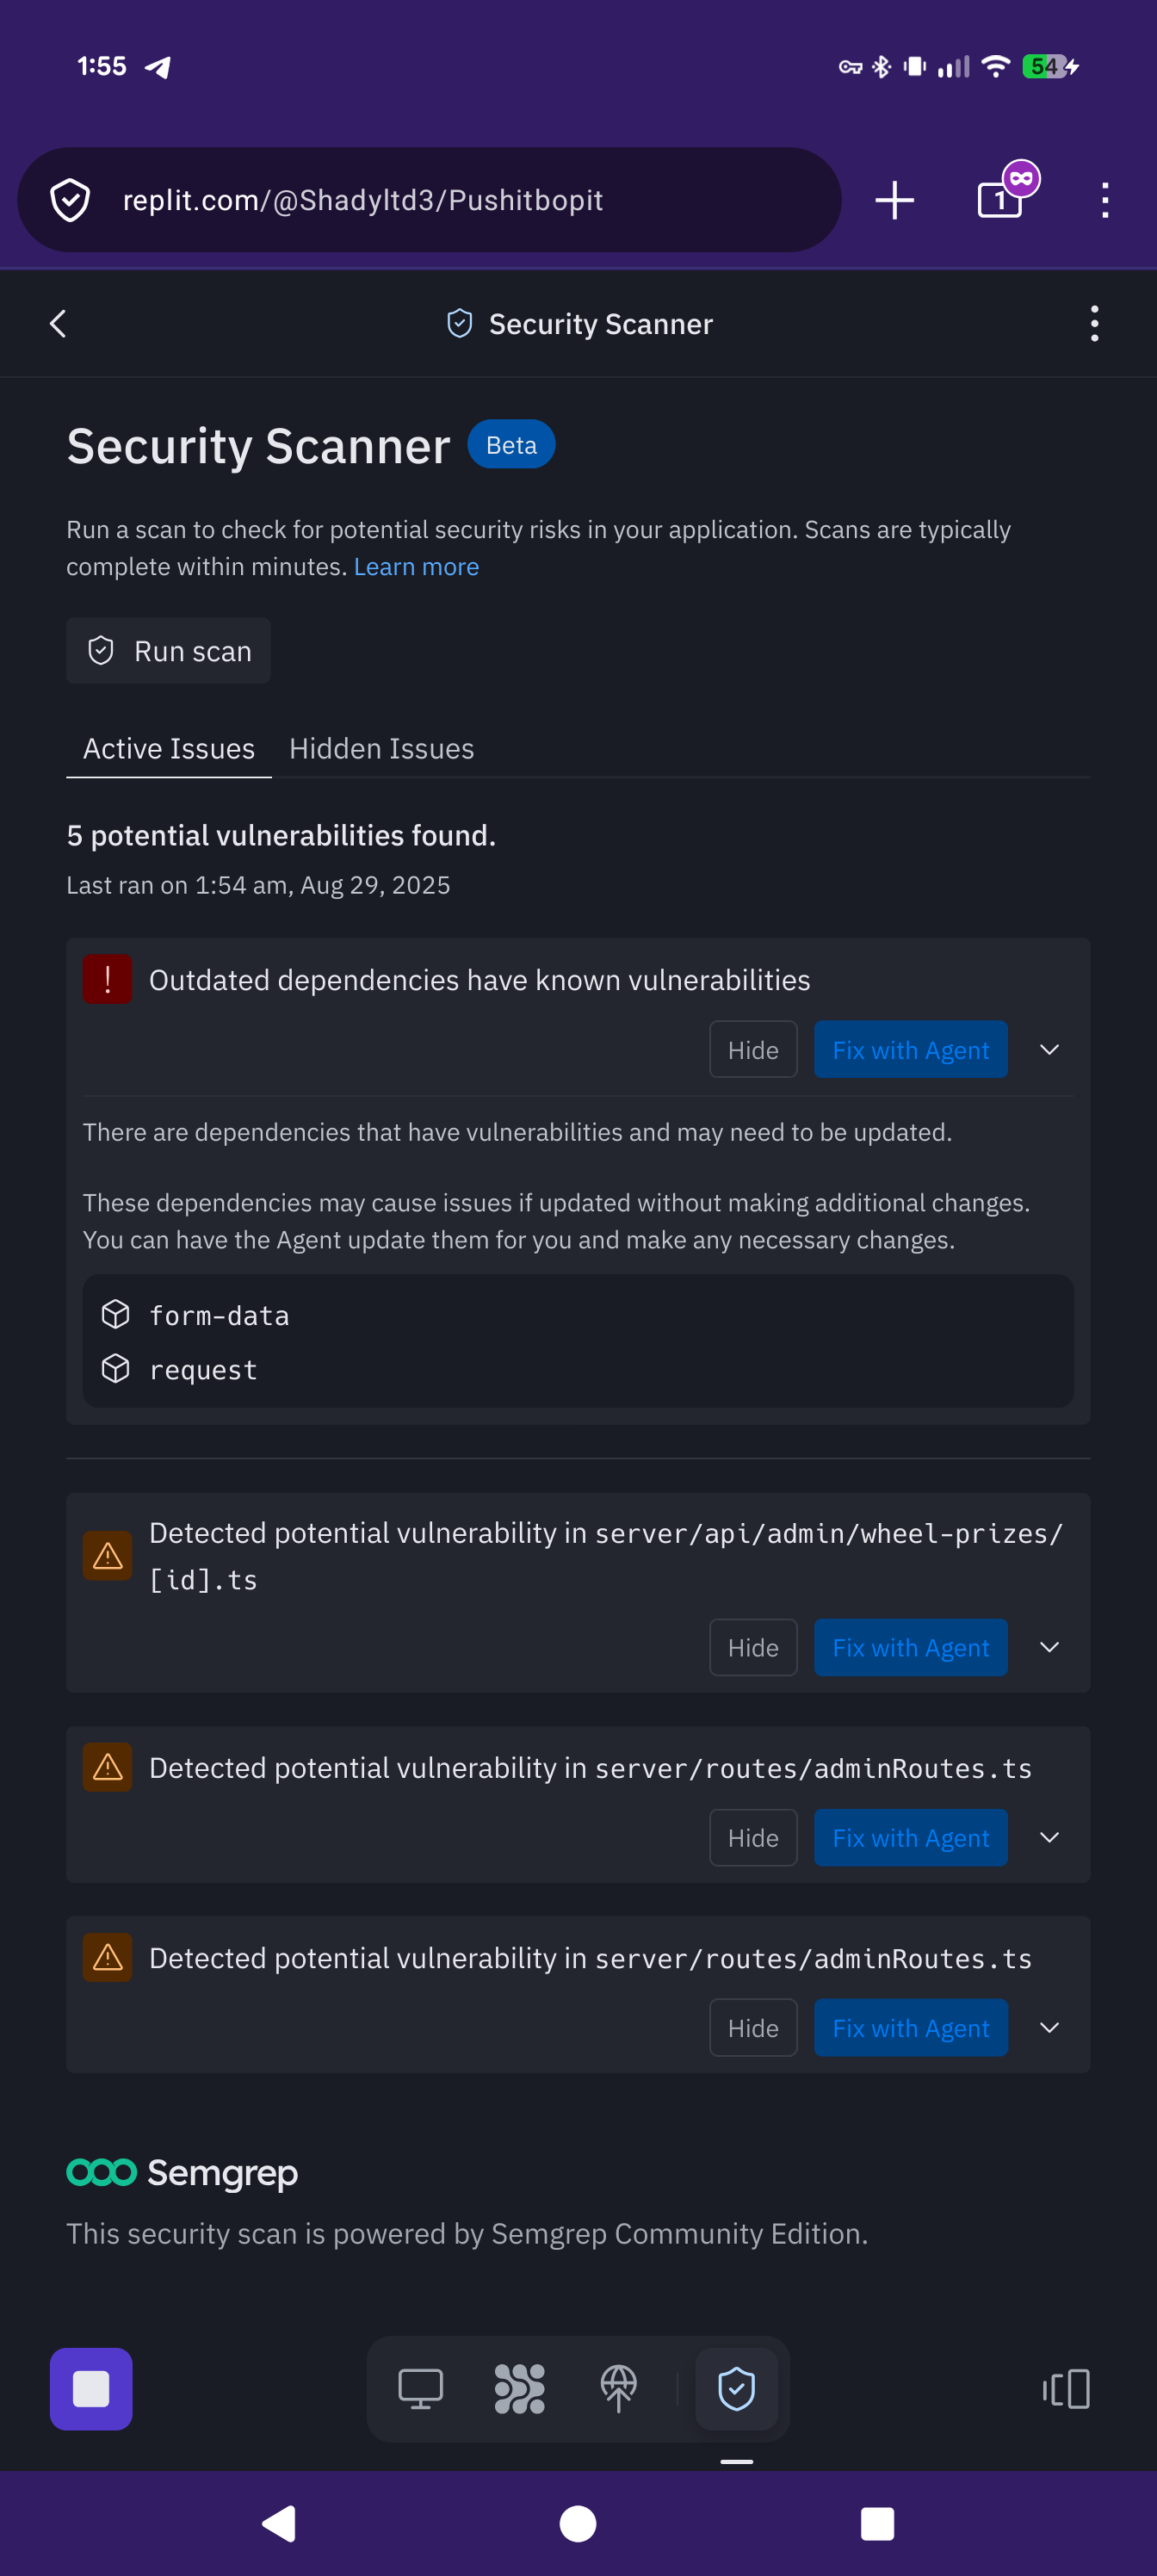 1:55
54
replit.com/@Shadyltd3/Pushitbopit
1
Security Scanner
Security Scanner Beta
Run a scan to check for potential security risks in your application. Scans are typically
complete within minutes. Learn more
Run scan
Active Issues Hidden Issues
5 potential vulnerabilities found.
Last ran on 1:54 am, Aug 29, 2025
Outdated dependencies have known vulnerabilities
Hide Fix with Agent
There are dependencies that have vulnerabilities and may need to be updated.
These dependencies may cause issues if updated without making additional changes.
You can have the Agent update them for you and make any necessary changes.
form-data
request
Detected potential vulnerability in server/api/admin/wheel-prizes/
[id].ts
Hide Fix with Agent
Detected potential vulnerability in server/routes/adminRoutes.ts
Hide Fix with Agent
Detected potential vulnerability in server/routes/adminRoutes.ts
Hide Fix with Agent
Semgrep
This security scan is powered by Semgrep Community Edition.